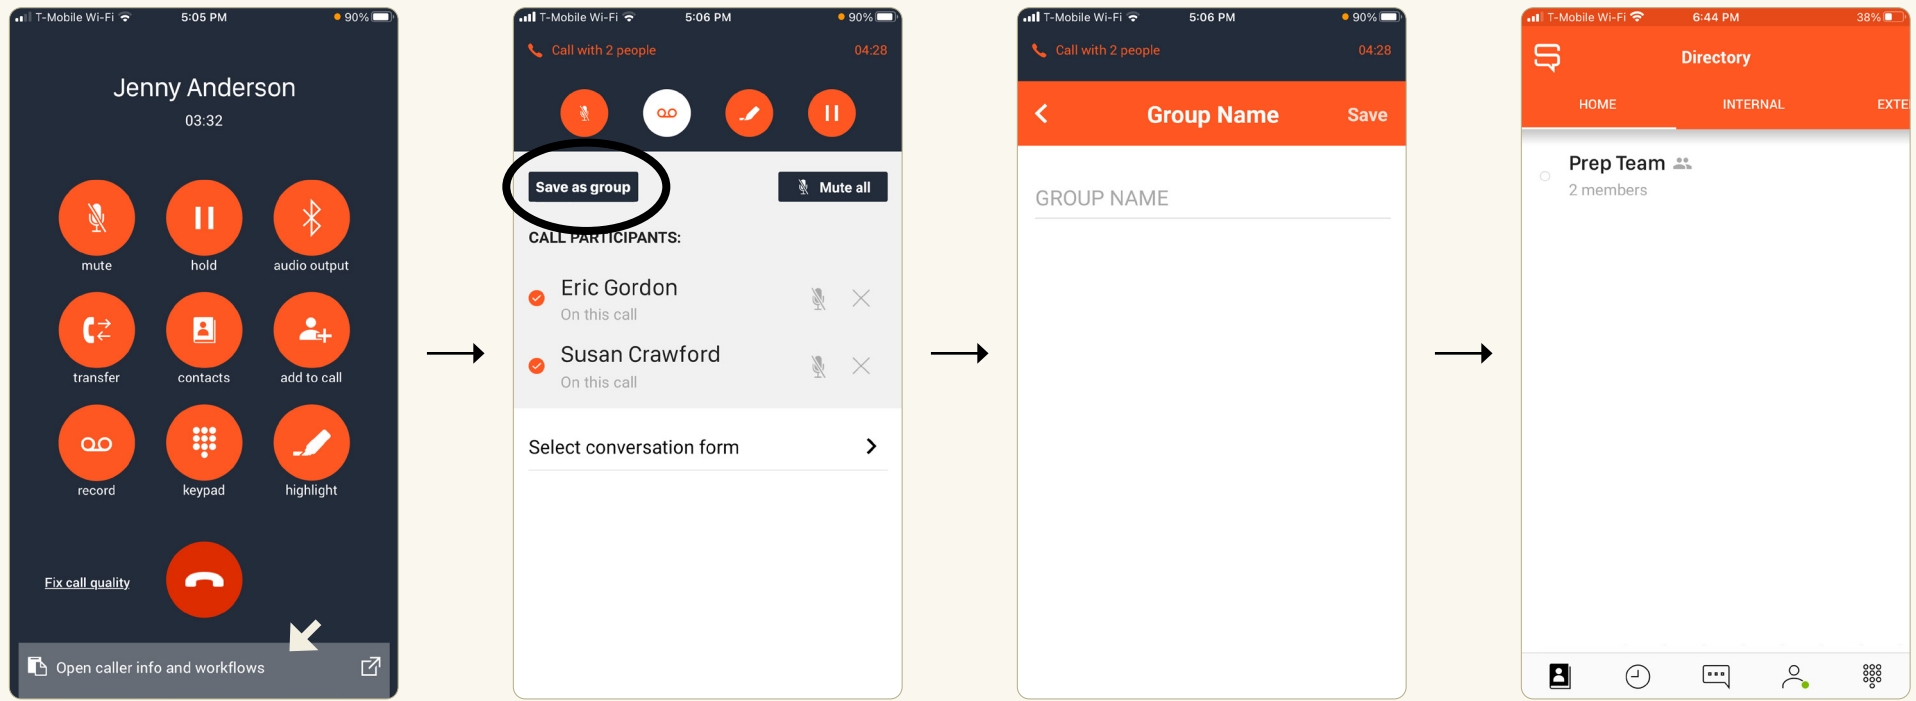 T-Mobile Wi-Fi 5:05 PM 90%
Jenny Anderson
03:32
mute hold audio output
transfer contacts add to call
record keypad highlight
Fix call quality
Open caller info and workflows
T-Mobile Wi-Fi 5:06 PM 90%
Call with 2 people 04:28
Save as group Mute all
CALL PARTICIPANTS:
Eric Gordon
On this call
Susan Crawford
On this call
Select conversation form
T-Mobile Wi-Fi 5:06 PM 90%
Call with 2 people 04:28
Group Name Save
GROUP NAME
T-Mobile Wi-Fi 6:44 PM 38%
Directory
HOME INTERNAL EXTE
Prep Team
2 members